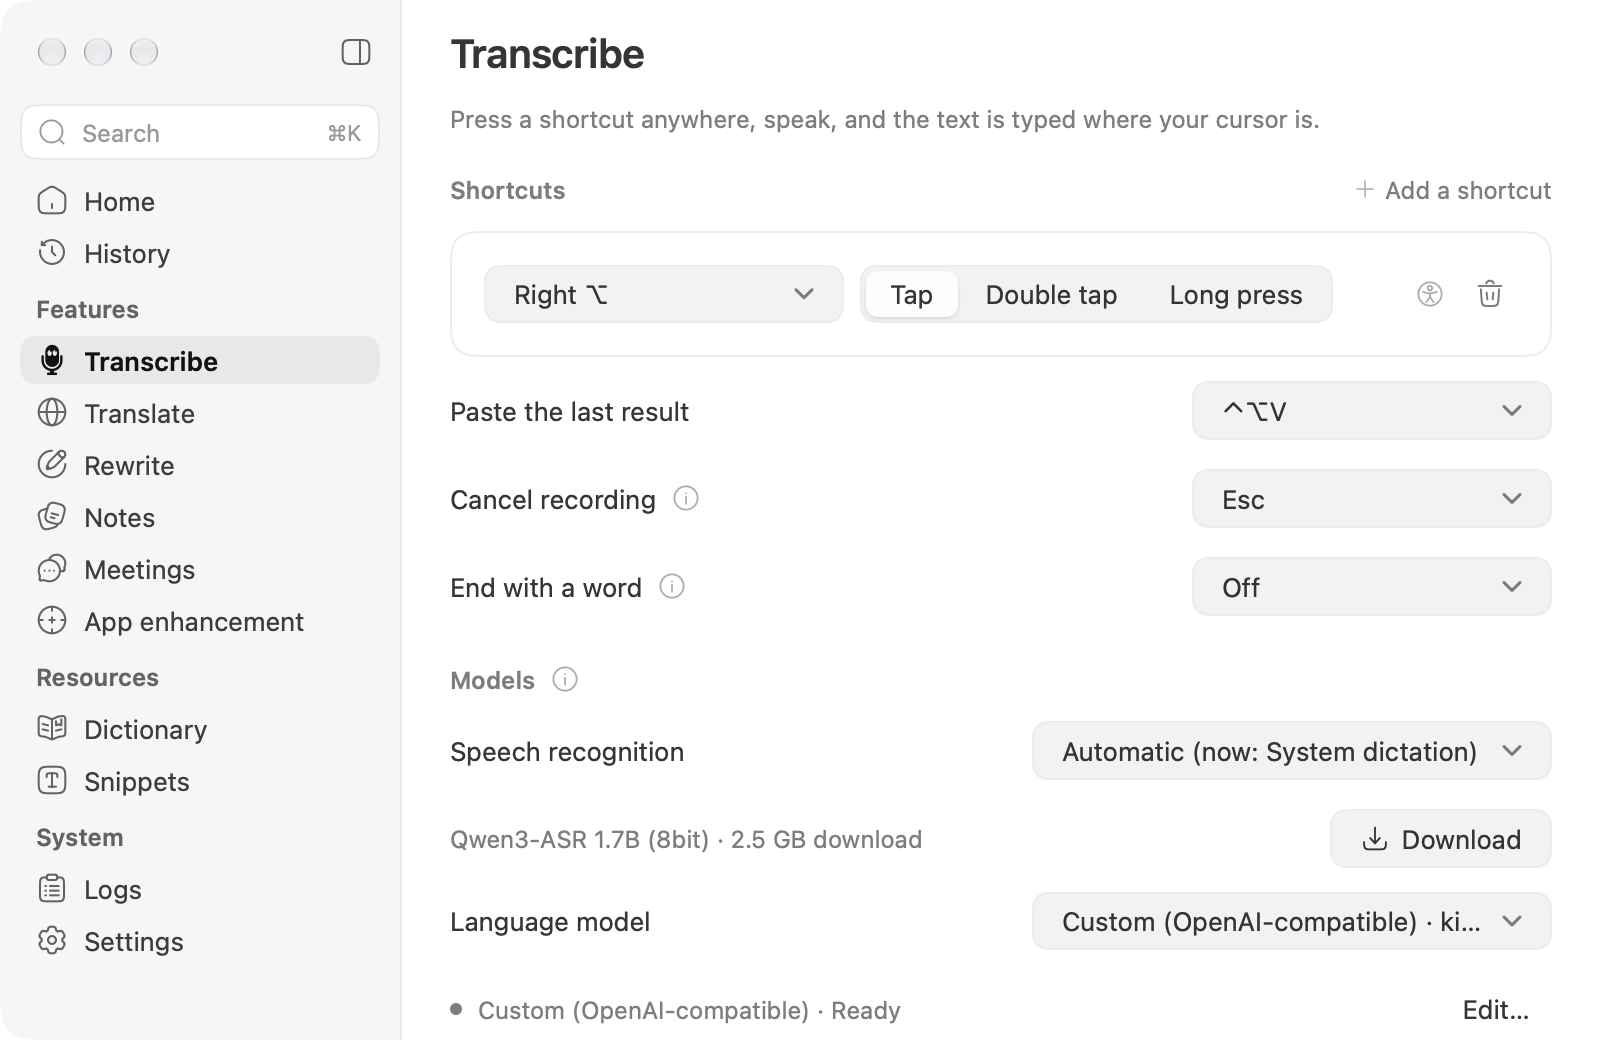 Search ⌘K
Home
History
Features
Transcribe
Translate
Rewrite
Notes
Meetings
App enhancement
Resources
Dictionary
Snippets
System
Logs
Settings
Transcribe
Press a shortcut anywhere, speak, and the text is typed where your cursor is.
Shortcuts + Add a shortcut
Right ⌥ Tap Double tap Long press
Paste the last result ⌃⌥V
Cancel recording Esc
End with a word Off
Models
Speech recognition Automatic (now: System dictation)
Qwen3-ASR 1.7B (8bit) · 2.5 GB download Download
Language model Custom (OpenAI-compatible) · ki...
Custom (OpenAI-compatible) · Ready Edit...